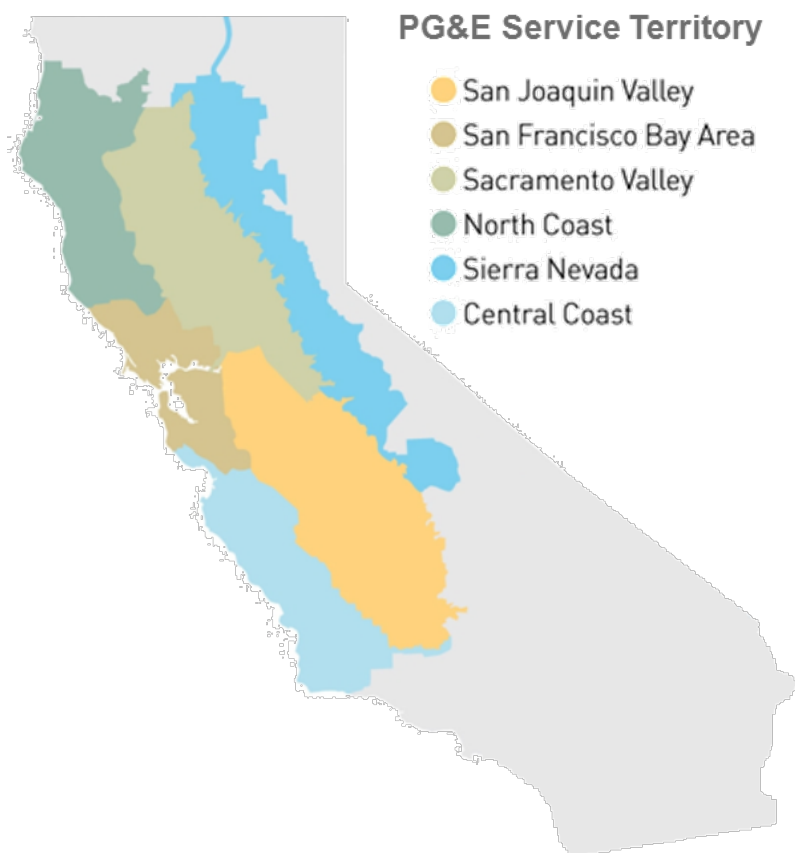 PG&E Service Territory
San Joaquin Valley
San Francisco Bay Area
Sacramento Valley
North Coast
Sierra Nevada
Central Coast